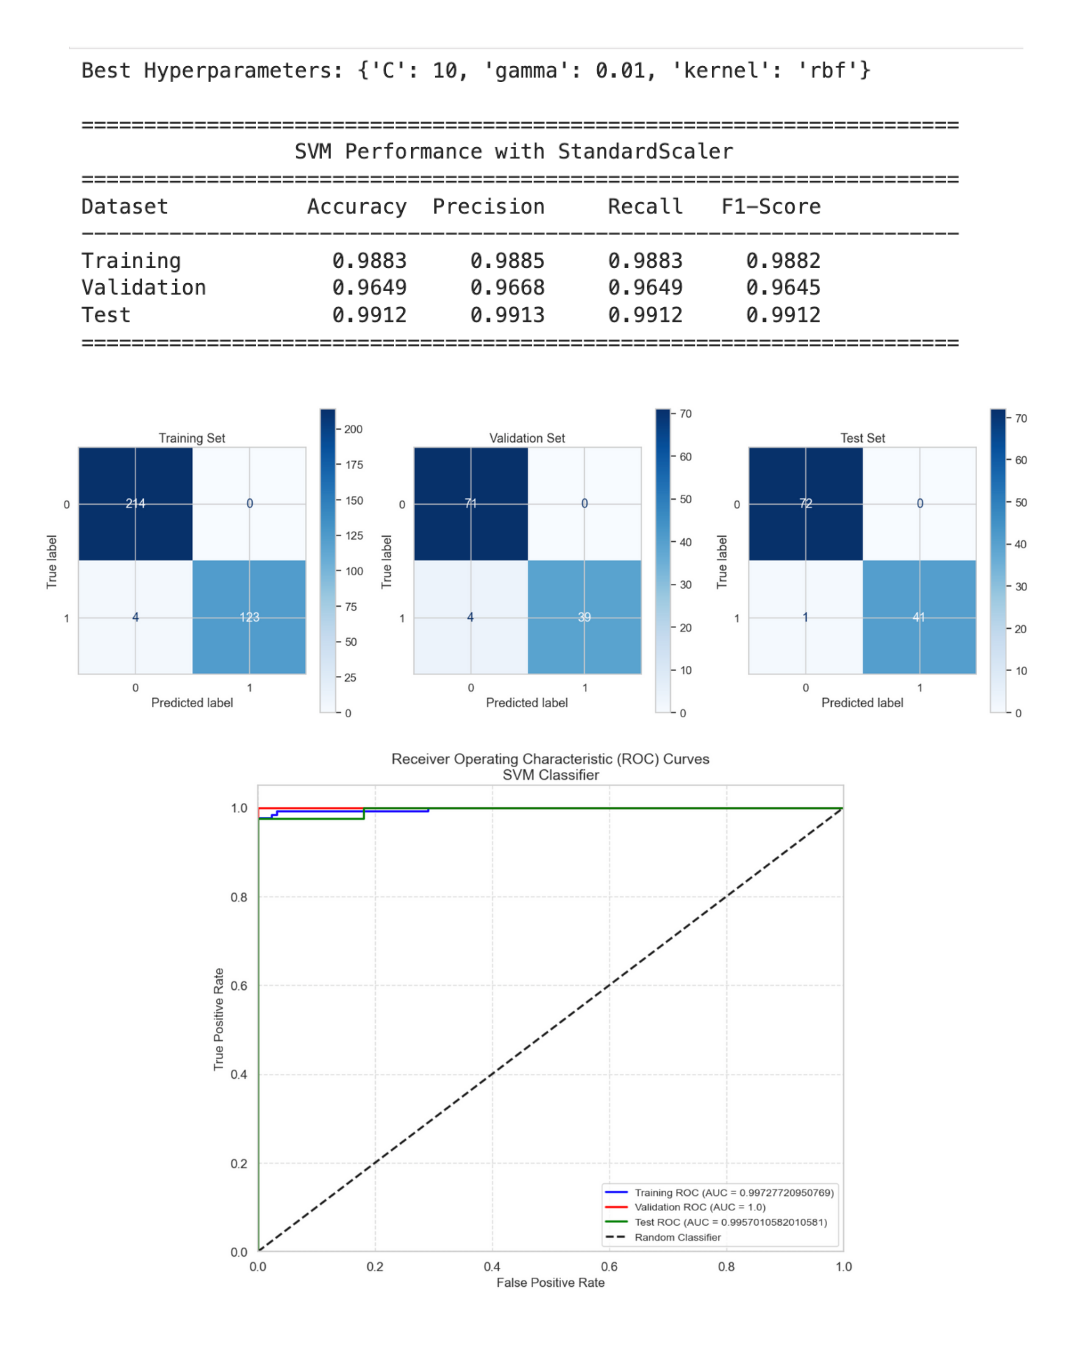 Best Hyperparameters: {'C': 10, 'gamma': 0.01, 'kernel': 'rbf'}
======================================================================
SVM Performance with StandardScaler
======================================================================
Dataset Accuracy Precision Recall F1-Score
----------------------------------------------------------------------
Training 0.9883 0.9885 0.9883 0.9882
Validation 0.9649 0.9668 0.9649 0.9645
Test 0.9912 0.9913 0.9912 0.9912
======================================================================
Training Set
True label
0
1
214 0
4 123
0 1
Predicted label
200
175
150
125
100
75
50
25
0
Validation Set
True label
0
1
71 0
4 39
0 1
Predicted label
70
60
50
40
30
20
10
0
Test Set
True label
0
1
72 0
1 41
0 1
Predicted label
70
60
50
40
30
20
10
0
Receiver Operating Characteristic (ROC) Curves
SVM Classifier
True Positive Rate
1.0
0.8
0.6
0.4
0.2
0.0
Training ROC (AUC = 0.99727720950769)
Validation ROC (AUC = 1.0)
Test ROC (AUC = 0.9957010582010581)
Random Classifier
0.0 0.2 0.4 0.6 0.8 1.0
False Positive Rate